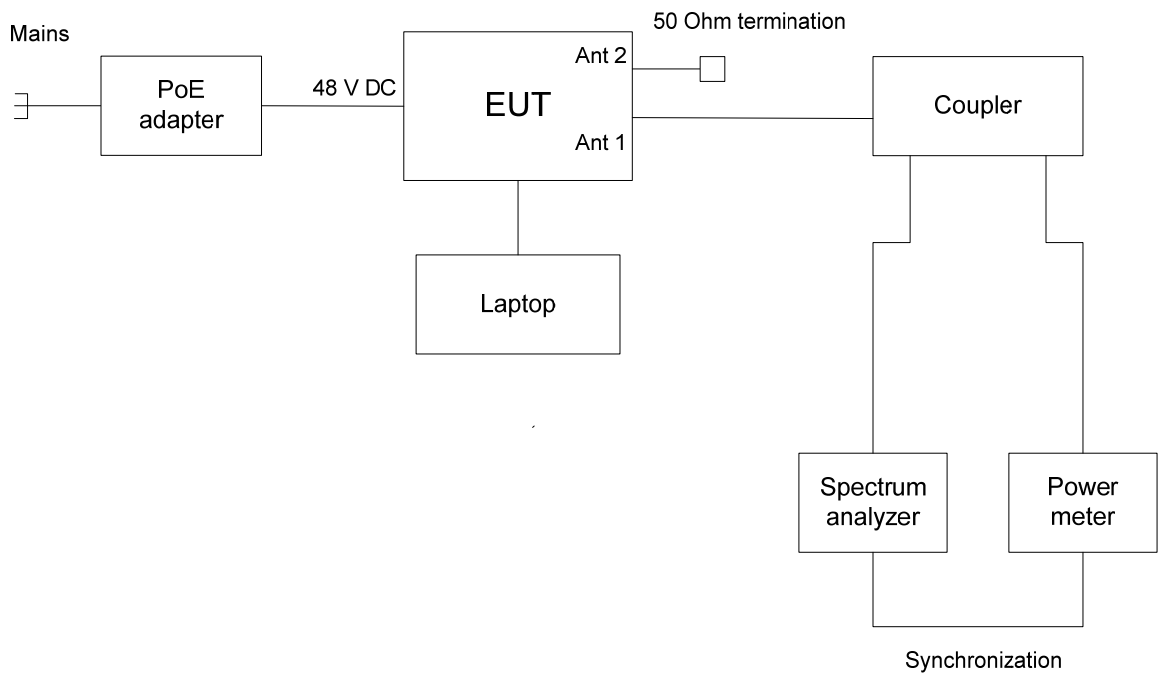 Mains
50 Ohm termination
PoE
adapter
48 V DC
EUT
Ant 2
Ant 1
Coupler
Laptop
Spectrum
analyzer
Power
meter
Synchronization